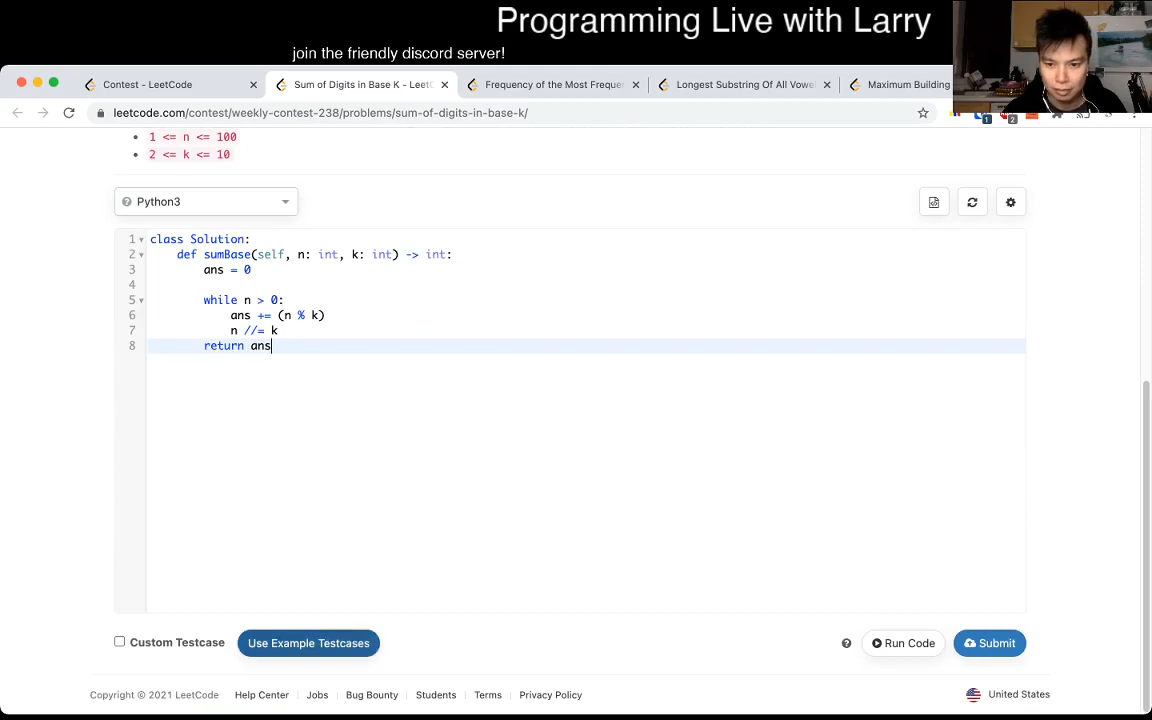 Programming Live with Larry
join the friendly discord server!
Contest - LeetCode
Sum of Digits in Base K - LeetC
Frequency of the Most Frequen
Longest Substring Of All Vowe
Maximum Building
leetcode.com/contest/weekly-contest-238/problems/sum-of-digits-in-base-k/
1
2
1 <= n <= 100
2 <= k <= 10
Python3
1 class Solution:
2 def sumBase(self, n: int, k: int) -> int:
3 ans = 0
4
5 while n > 0:
6 ans += (n % k)
7 n //= k
8 return ans
Custom Testcase
Use Example Testcases
Run Code
Submit
Copyright © 2021 LeetCode
Help Center
Jobs
Bug Bounty
Students
Terms
Privacy Policy
United States